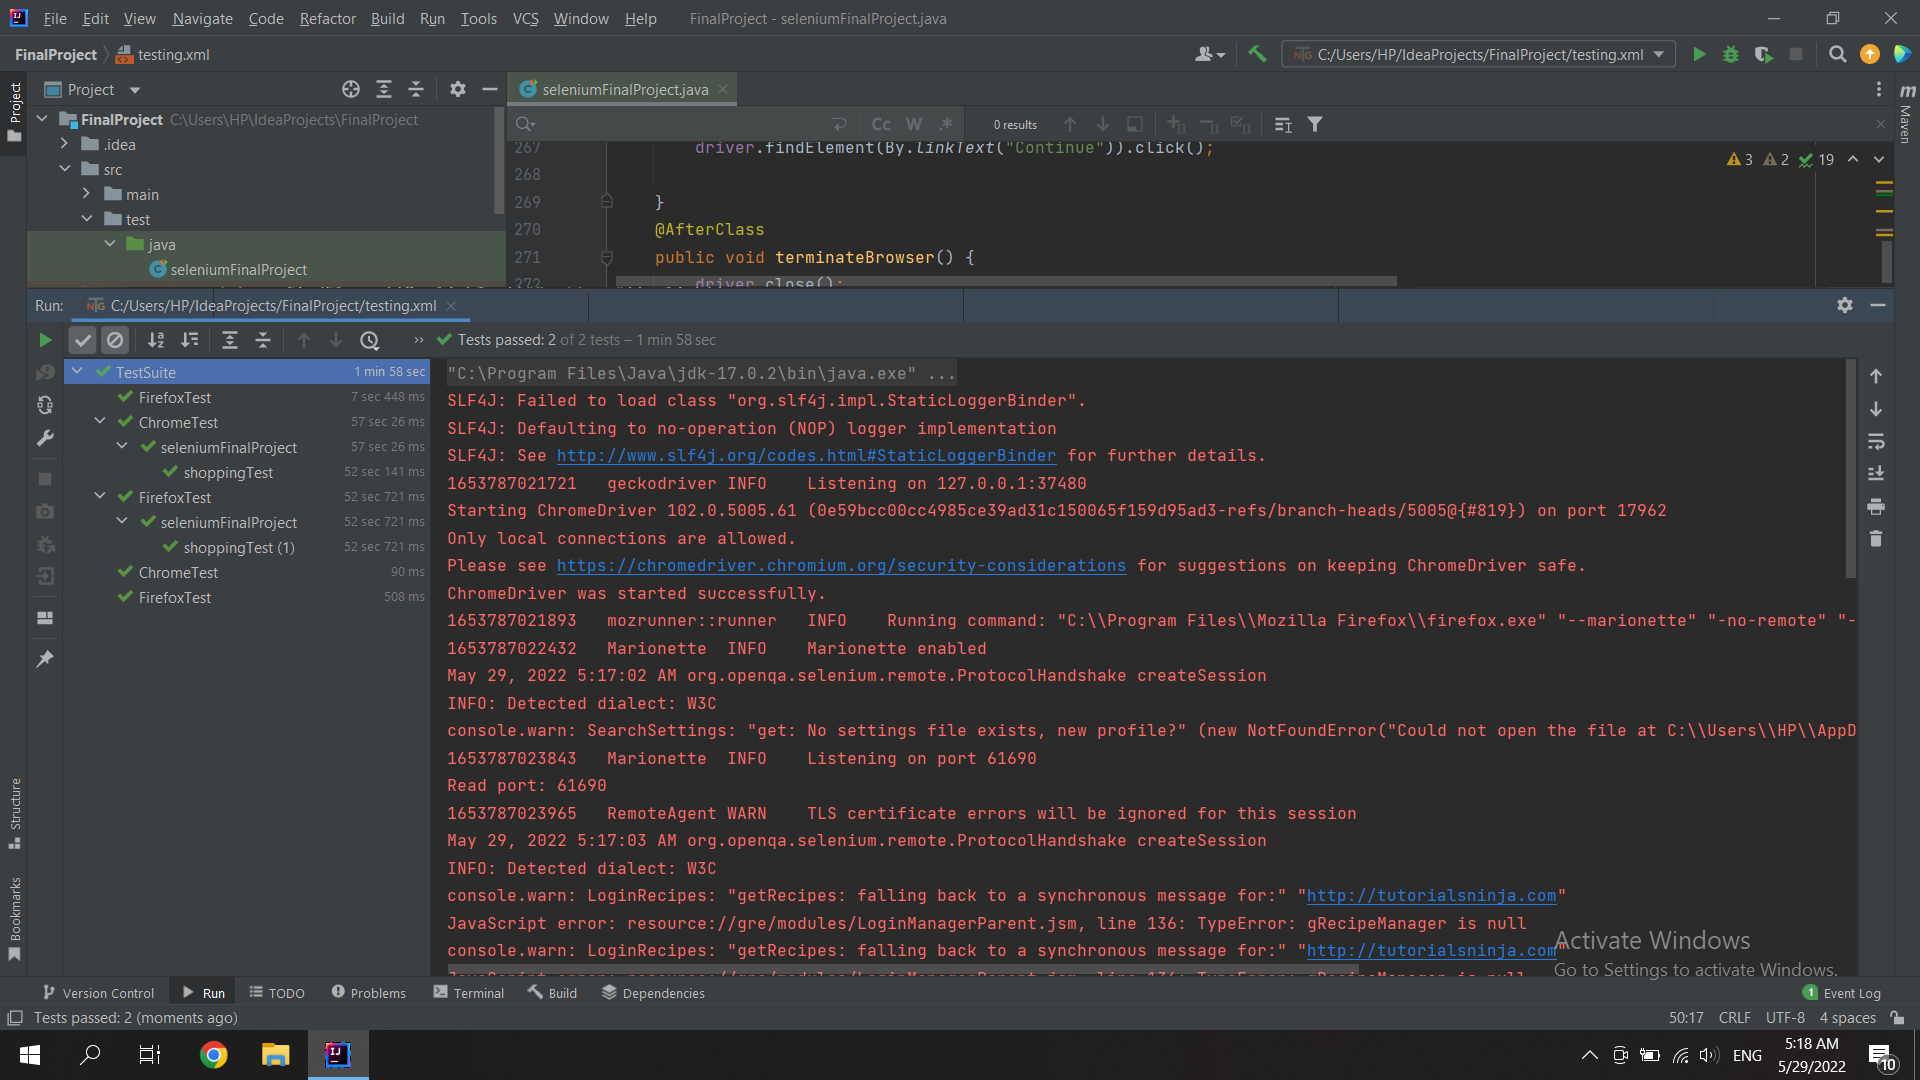 File Edit View Navigate Code Refactor Build Run Tools VCS Window Help FinalProject - seleniumFinalProject.java
FinalProject testing.xml
C:/Users/HP/IdeaProjects/FinalProject/testing.xml
Project
seleniumFinalProject.java
FinalProject C:\Users\HP\IdeaProjects\FinalProject
.idea
src
main
test
java
seleniumFinalProject
Cc W .* 0 results
267 driver.findElement(By.linkText("Continue")).click();
268
269 }
270 @AfterClass
271 public void terminateBrowser() {
272 driver.close();
3 2 19
Project
Maven
Run: C:/Users/HP/IdeaProjects/FinalProject/testing.xml
Tests passed: 2 of 2 tests – 1 min 58 sec
TestSuite 1 min 58 sec
FirefoxTest 7 sec 448 ms
ChromeTest 57 sec 26 ms
seleniumFinalProject 57 sec 26 ms
shoppingTest 52 sec 141 ms
FirefoxTest 52 sec 721 ms
seleniumFinalProject 52 sec 721 ms
shoppingTest (1) 52 sec 721 ms
ChromeTest 90 ms
FirefoxTest 508 ms
"C:\Program Files\Java\jdk-17.0.2\bin\java.exe" ...
SLF4J: Failed to load class "org.slf4j.impl.StaticLoggerBinder".
SLF4J: Defaulting to no-operation (NOP) logger implementation
SLF4J: See http://www.slf4j.org/codes.html#StaticLoggerBinder for further details.
1653787021721 geckodriver INFO Listening on 127.0.0.1:37480
Starting ChromeDriver 102.0.5005.61 (0e59bcc00cc4985ce39ad31c150065f159d95ad3-refs/branch-heads/5005@{#819}) on port 17962
Only local connections are allowed.
Please see https://chromedriver.chromium.org/security-considerations for suggestions on keeping ChromeDriver safe.
ChromeDriver was started successfully.
1653787021893 mozrunner::runner INFO Running command: "C:\\Program Files\\Mozilla Firefox\\firefox.exe" "--marionette" "-no-remote" "-
1653787022432 Marionette INFO Marionette enabled
May 29, 2022 5:17:02 AM org.openqa.selenium.remote.ProtocolHandshake createSession
INFO: Detected dialect: W3C
console.warn: SearchSettings: "get: No settings file exists, new profile?" (new NotFoundError("Could not open the file at C:\\Users\\HP\\AppD
1653787023843 Marionette INFO Listening on port 61690
Read port: 61690
1653787023965 RemoteAgent WARN TLS certificate errors will be ignored for this session
May 29, 2022 5:17:03 AM org.openqa.selenium.remote.ProtocolHandshake createSession
INFO: Detected dialect: W3C
console.warn: LoginRecipes: "getRecipes: falling back to a synchronous message for:" "http://tutorialsninja.com"
JavaScript error: resource://gre/modules/LoginManagerParent.jsm, line 136: TypeError: gRecipeManager is null
console.warn: LoginRecipes: "getRecipes: falling back to a synchronous message for:" "http://tutorialsninja.com"
JavaScript error: resource://gre/modules/LoginManagerParent.jsm, line 136: TypeError: gRecipeManager is null
Activate Windows
Go to Settings to activate Windows.
Structure
Bookmarks
Version Control Run TODO Problems Terminal Build Dependencies 1 Event Log
Tests passed: 2 (moments ago) 50:17 CRLF UTF-8 4 spaces
ENG 5:18 AM
5/29/2022
10